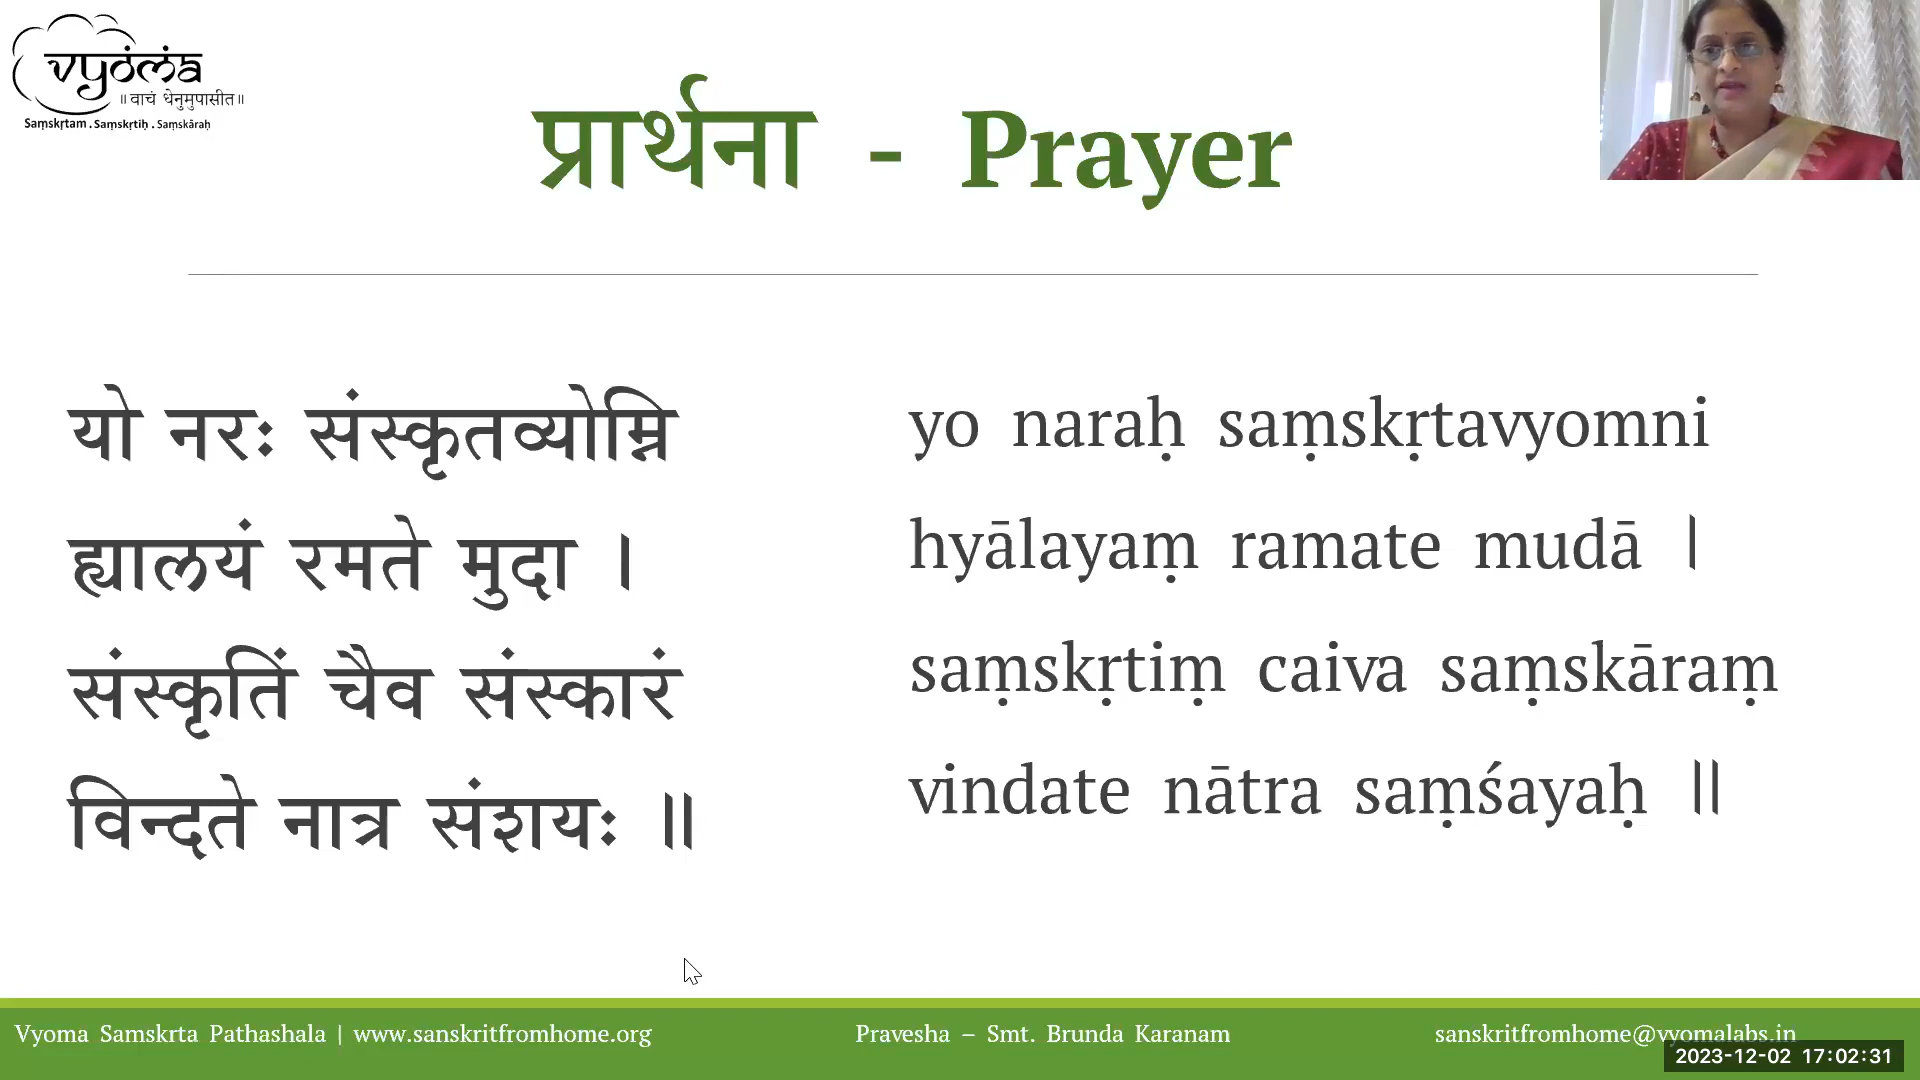 vyoma
॥वाचं धेनुमुपासीत॥
Saṃskṛtam . Saṃskṛtiḥ . Saṃskāraḥ
प्रार्थना - Prayer
यो नरः संस्कृतव्योम्नि
ह्यालयं रमते मुदा ।
संस्कृतिं चैव संस्कारं
विन्दते नात्र संशयः ॥
yo naraḥ saṃskṛtavyomni
hyālayaṃ ramate mudā |
saṃskṛtiṃ caiva saṃskāraṃ
vindate nātra saṃśayaḥ ||
Vyoma Samskrta Pathashala | www.sanskritfromhome.org
Pravesha – Smt. Brunda Karanam
sanskritfromhome@vyomalabs.in
2023-12-02 17:02:31